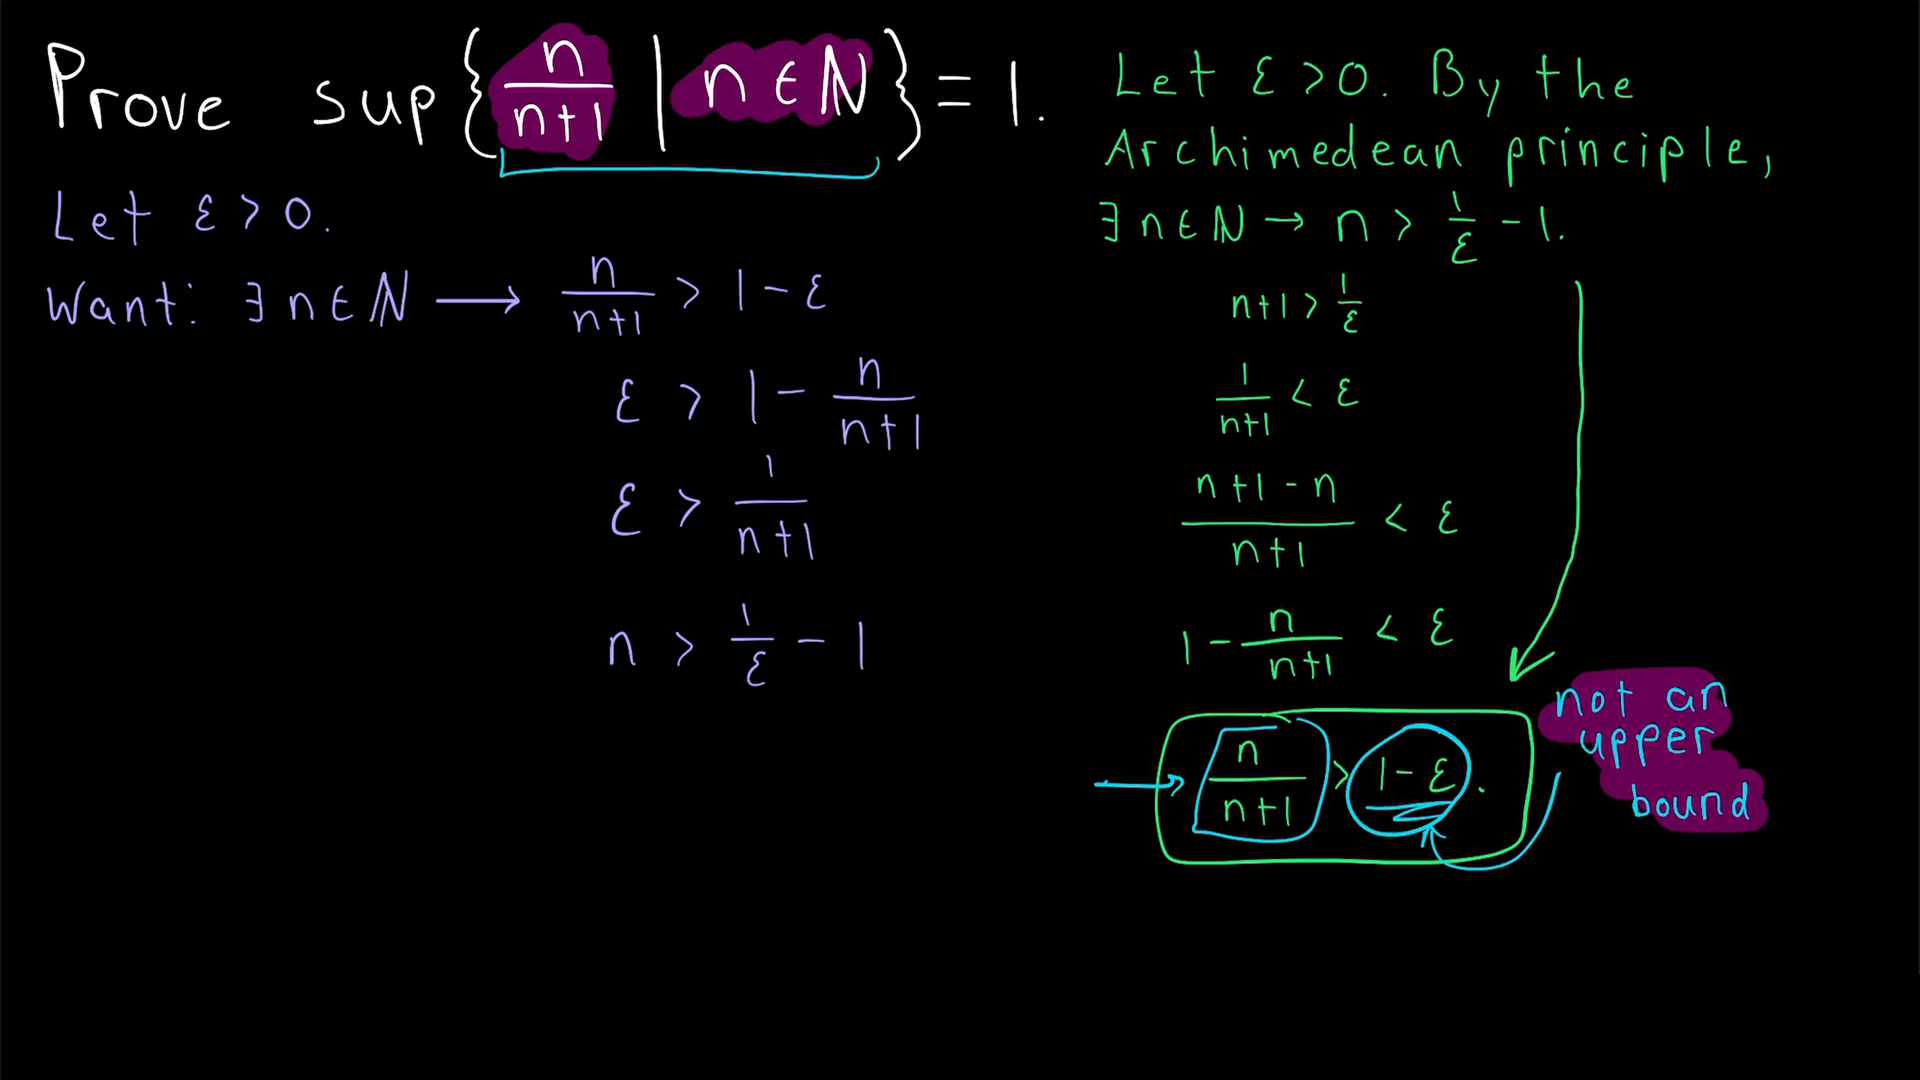 Prove sup{n/(n+1) | n∈ℕ} = 1.
Let ε > 0.
Want: ∃ n∈ℕ ⟶ n/(n+1) > 1 - ε
ε > 1 - n/(n+1)
ε > 1/(n+1)
n > 1/ε - 1
Let ε > 0. By the
Archimedean principle,
∃ n∈ℕ → n > 1/ε - 1.
n+1 > 1/ε
1/(n+1) < ε
(n+1-n)/(n+1) < ε
1 - n/(n+1) < ε
n/(n+1) > 1 - ε.
not an
upper
bound